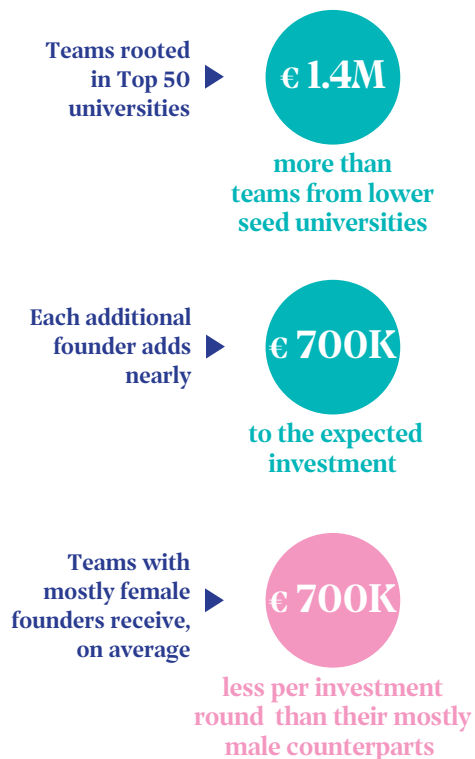 Teams rooted
in Top 50
universities
€ 1.4M
more than
teams from lower
seed universities
Each additional
founder adds
nearly
€ 700K
to the expected
investment
Teams with
mostly female
founders receive,
on average
€ 700K
less per investment
round than their mostly
male counterparts